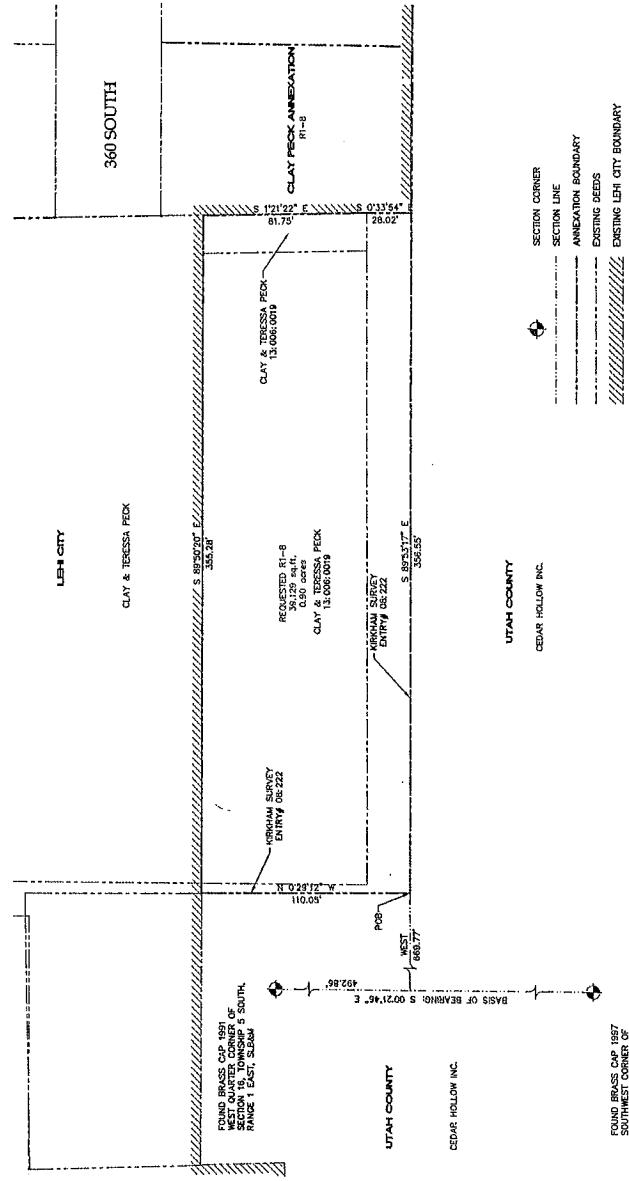 LEHI CITY
CLAY & TERESSA PECK
360 SOUTH
CLAY PECK ANNEXATION
R1-8
S 89°50'20" E
355.28'
S 1°21'22" E
81.75'
S 0°33'54" E
28.02'
CLAY & TERESSA PECK
13:006:0019
REQUESTED R1-8
39,129 sq.ft.
0.90 acres
CLAY & TERESSA PECK
13:006:0019
KIRKHAM SURVEY
ENTRY# 08-222
KIRKHAM SURVEY
ENTRY# 08-222
110.05'
POB
S 89°53'17" E
356.55'
WEST
669.77'
492.86'
BASIS OF BEARING: S 00°21'46" E
FOUND BRASS CAP 1991
WEST QUARTER CORNER OF
SECTION 16, TOWNSHIP 5 SOUTH,
RANGE 1 EAST, SLB&M
UTAH COUNTY
CEDAR HOLLOW INC.
UTAH COUNTY
CEDAR HOLLOW INC.
FOUND BRASS CAP 1997
SOUTHWEST CORNER OF
SECTION CORNER
SECTION LINE
ANNEXATION BOUNDARY
EXISTING DEEDS
EXISTING LEHI CITY BOUNDARY